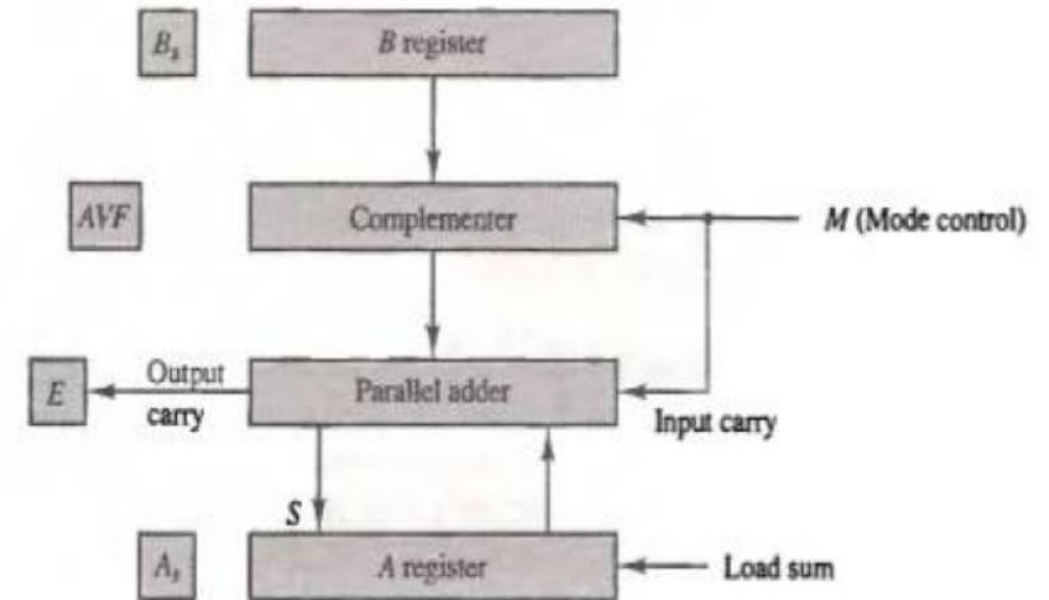 Bs B register
AVF Complementer M (Mode control)
E Output carry Parallel adder Input carry
S
As A register Load sum